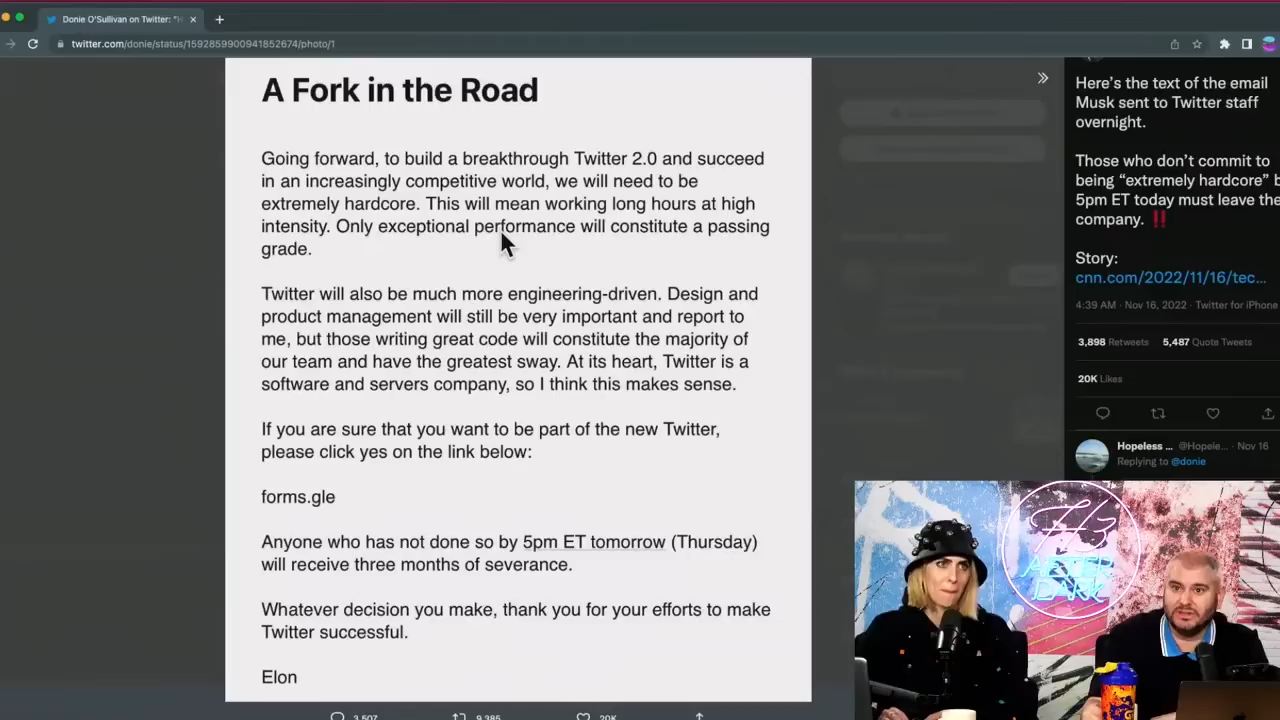 Donie O'Sullivan on Twitter: "H
twitter.com/donie/status/1592859900941852674/photo/1
A Fork in the Road
Going forward, to build a breakthrough Twitter 2.0 and succeed
in an increasingly competitive world, we will need to be
extremely hardcore. This will mean working long hours at high
intensity. Only exceptional performance will constitute a passing
grade.
Twitter will also be much more engineering-driven. Design and
product management will still be very important and report to
me, but those writing great code will constitute the majority of
our team and have the greatest sway. At its heart, Twitter is a
software and servers company, so I think this makes sense.
If you are sure that you want to be part of the new Twitter,
please click yes on the link below:
forms.gle
Anyone who has not done so by 5pm ET tomorrow (Thursday)
will receive three months of severance.
Whatever decision you make, thank you for your efforts to make
Twitter successful.
Elon
3,507 9,385 20K
Here's the text of the email
Musk sent to Twitter staff
overnight.
Those who don't commit to
being "extremely hardcore" b
5pm ET today must leave the
company. ‼️
Story:
cnn.com/2022/11/16/tec...
4:39 AM · Nov 16, 2022 · Twitter for iPhone
3,898 Retweets 5,487 Quote Tweets
20K Likes
Hopeless ... @Hopele... · Nov 16
Replying to @donie
H3
AFTER
DARK